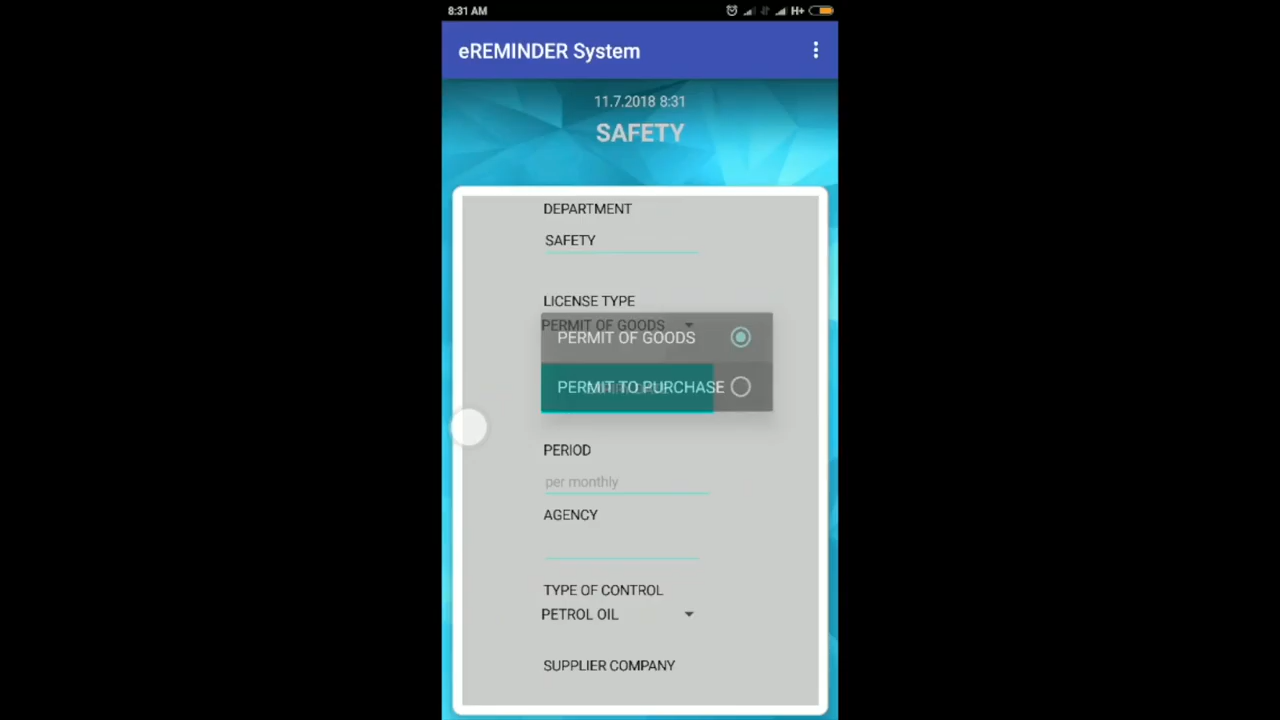 8:31 AM
H+
eREMINDER System
11.7.2018 8:31
SAFETY
DEPARTMENT
SAFETY
LICENSE TYPE
PERMIT OF GOODS
PERMIT OF GOODS
PERMIT TO PURCHASE
PERIOD
per monthly
AGENCY
TYPE OF CONTROL
PETROL OIL
SUPPLIER COMPANY